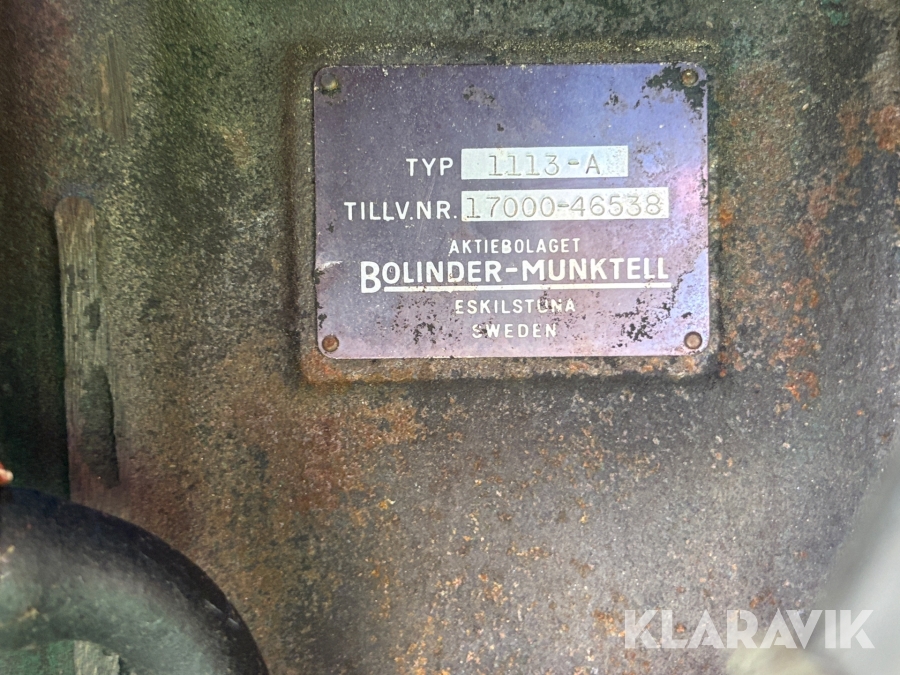 TYP 1113-A
TILLV.NR. 17000-46538
AKTIEBOLAGET
BOLINDER-MUNKTELL
ESKILSTUNA
SWEDEN
KLARAVIK